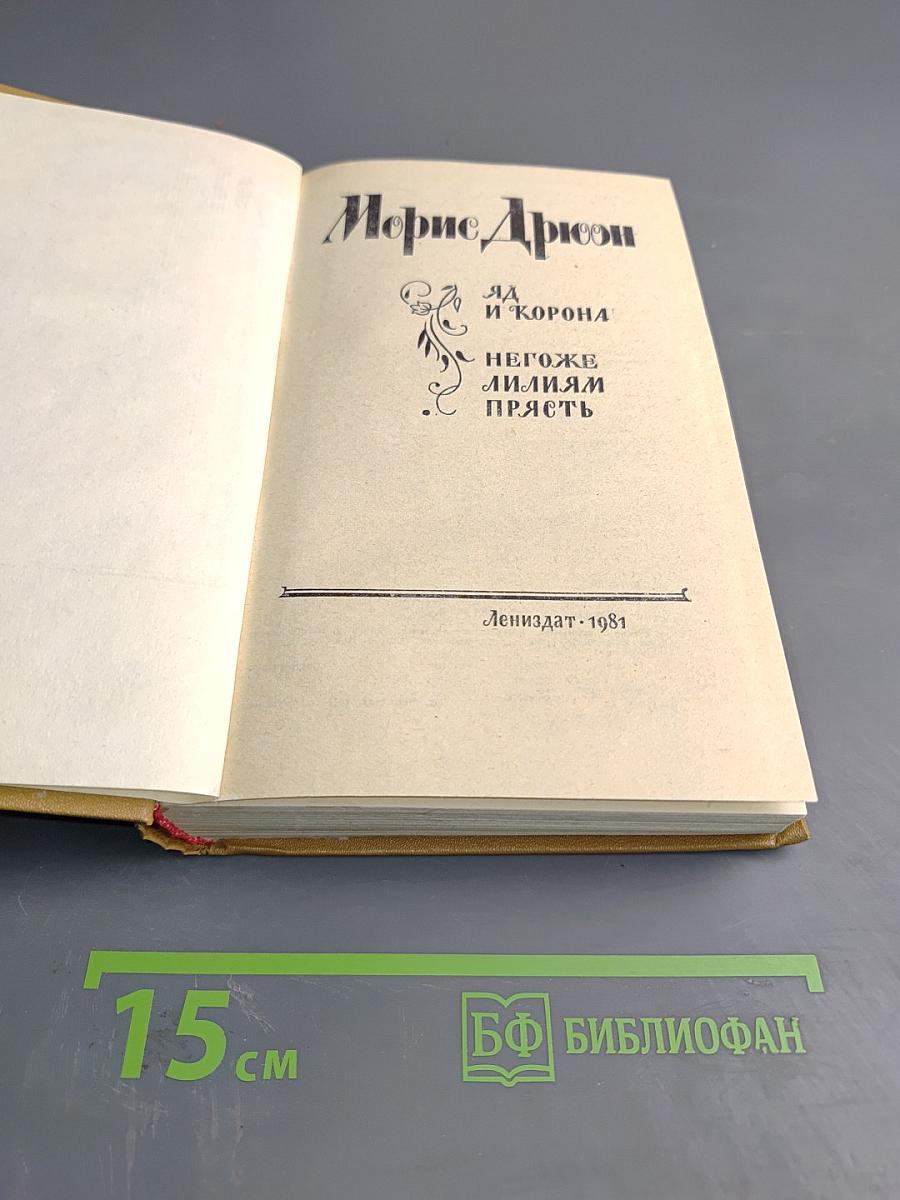 Морис Дрюон
ЯД
И КОРОНА
НЕГОЖЕ
ЛИЛИЯМ
ПРЯСТЬ
Лениздат · 1981
15 см
БФ БИБЛИОФАН